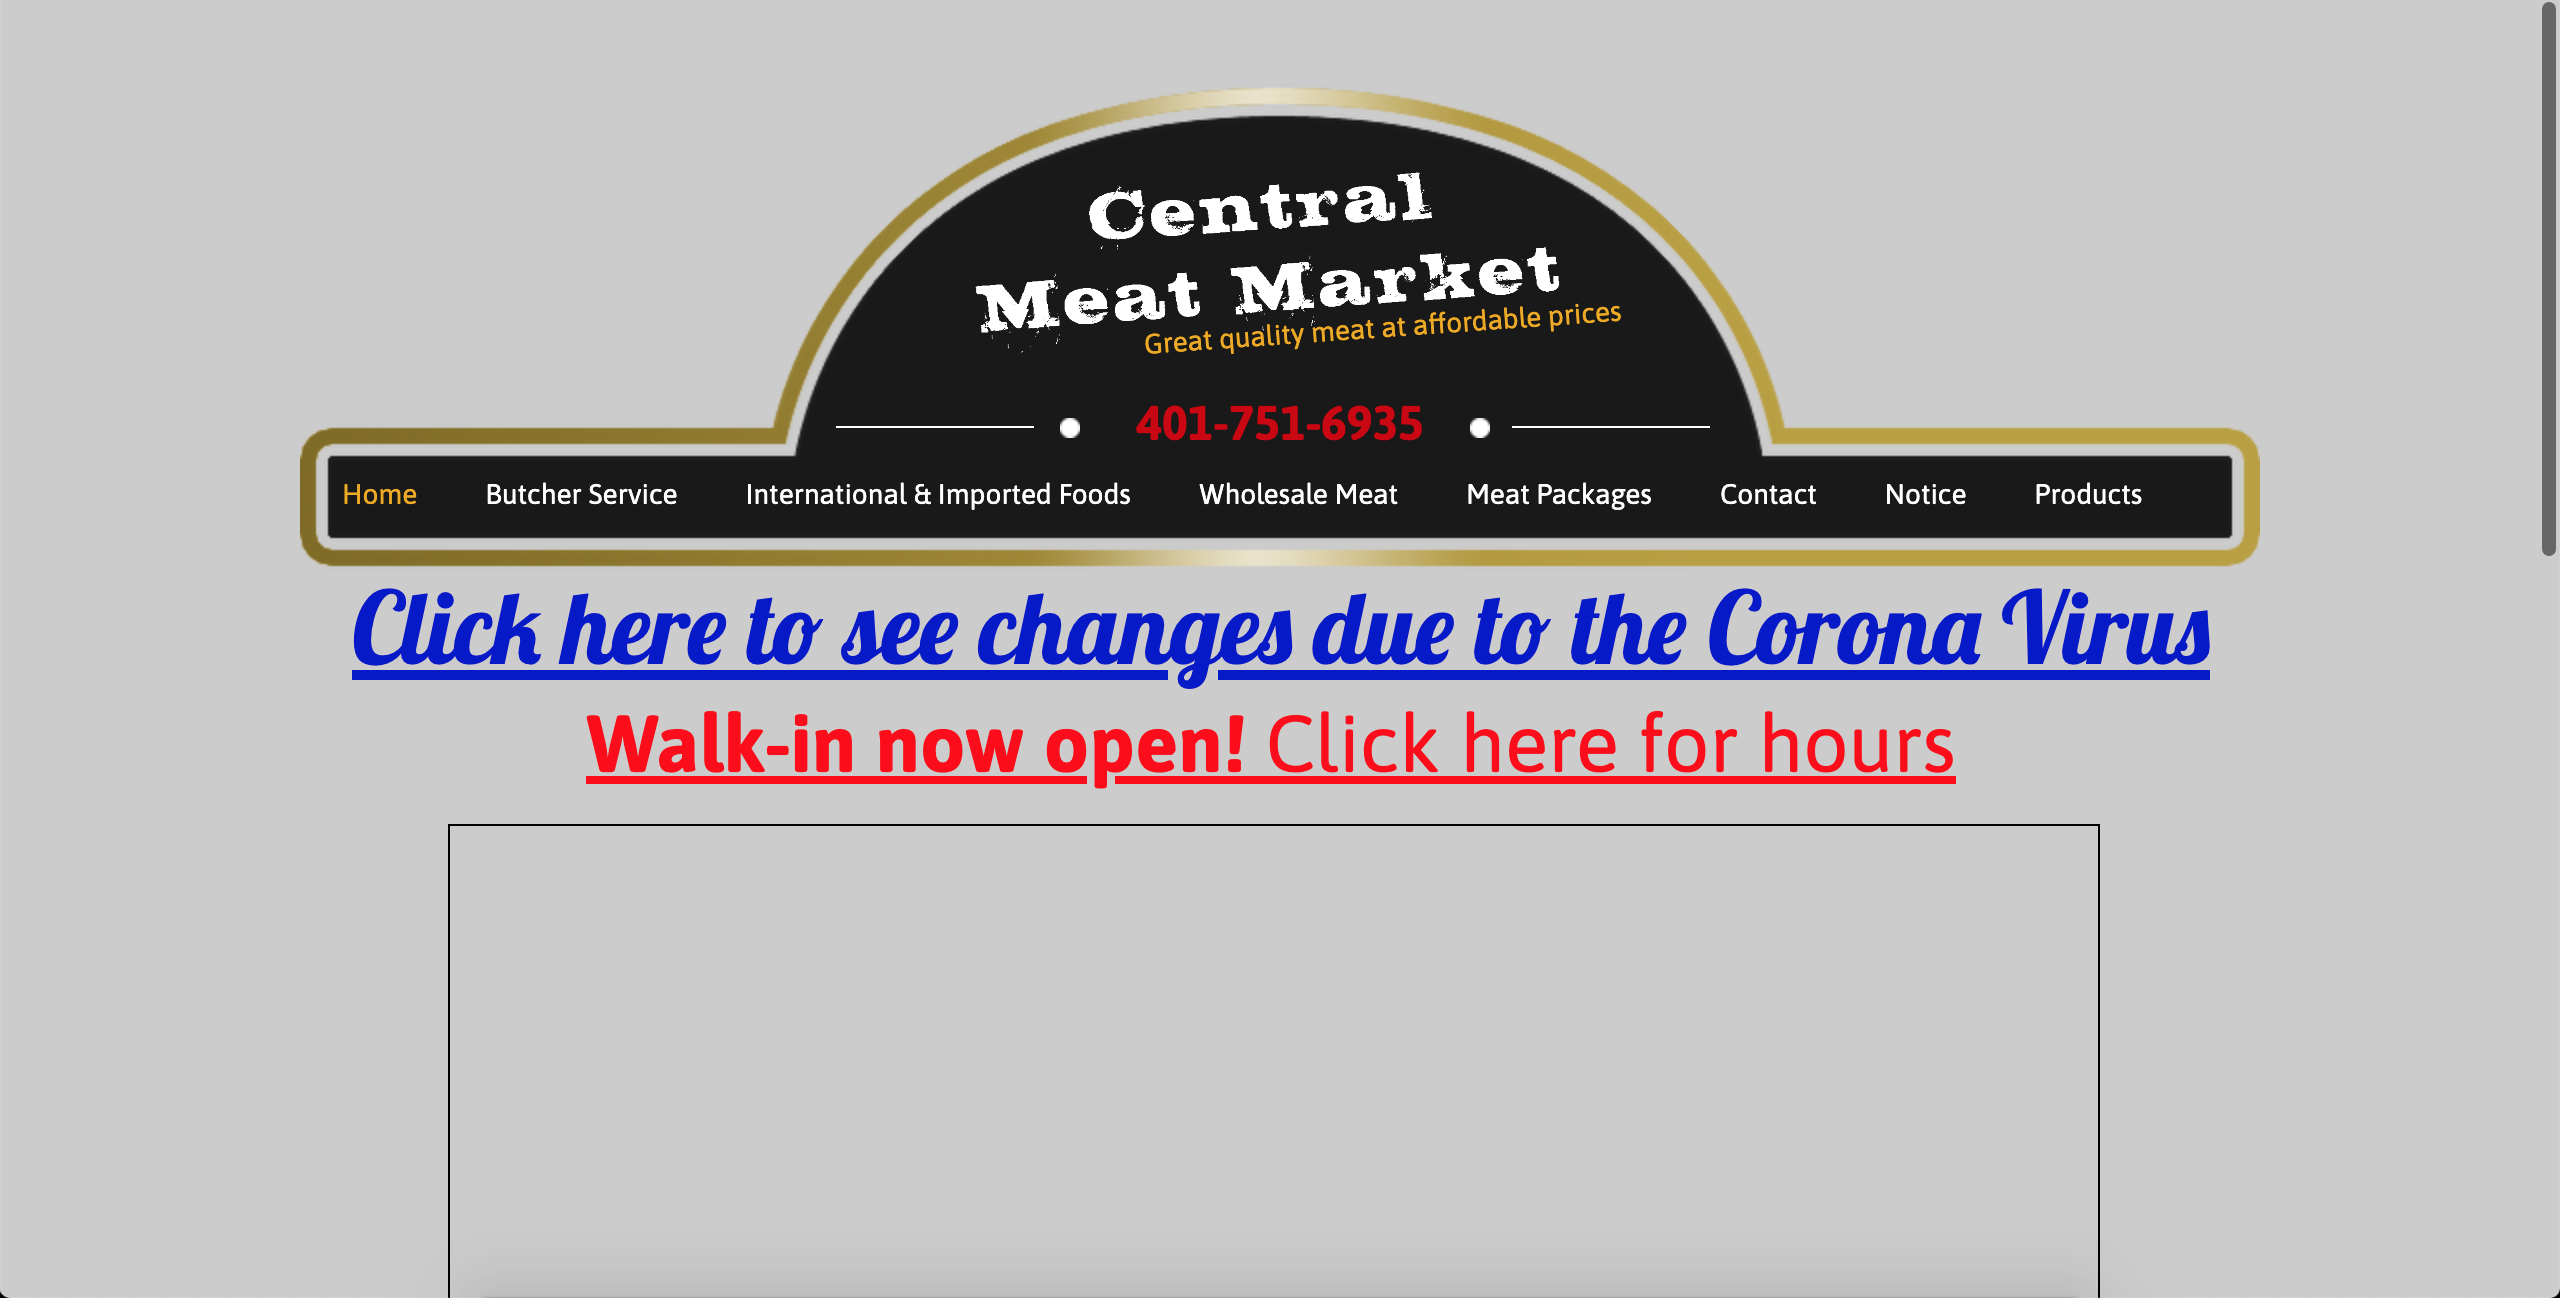 Central
Meat Market
Great quality meat at affordable prices
401-751-6935
Home Butcher Service International & Imported Foods Wholesale Meat Meat Packages Contact Notice Products
Click here to see changes due to the Corona Virus
Walk-in now open! Click here for hours